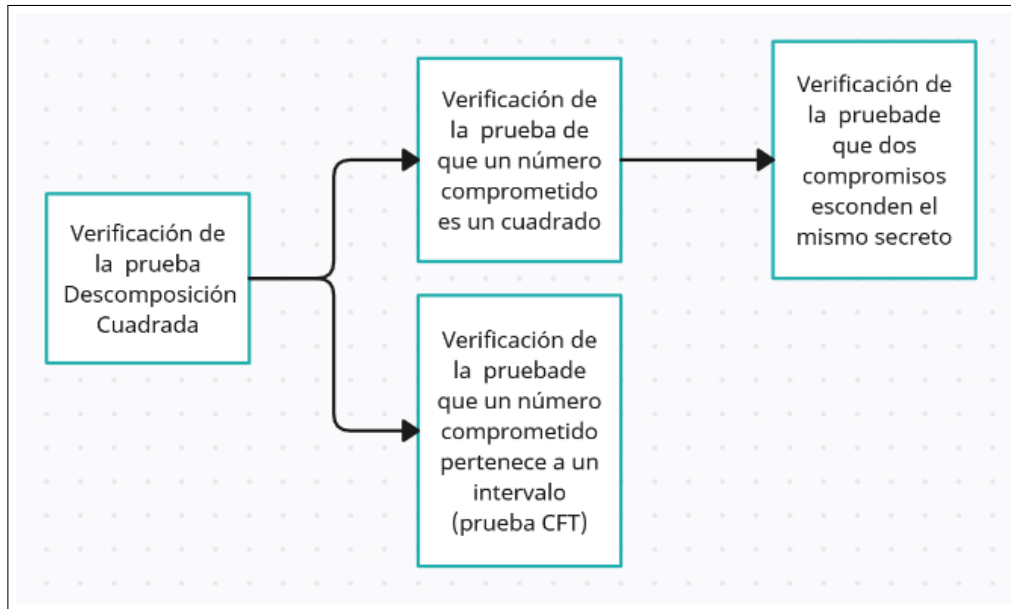 Verificación de
la prueba
Descomposición
Cuadrada
Verificación de
la prueba de
que un número
comprometido
es un cuadrado
Verificación de
la pruebade
que dos
compromisos
esconden el
mismo secreto
Verificación de
la pruebade
que un número
comprometido
pertenece a un
intervalo
(prueba CFT)